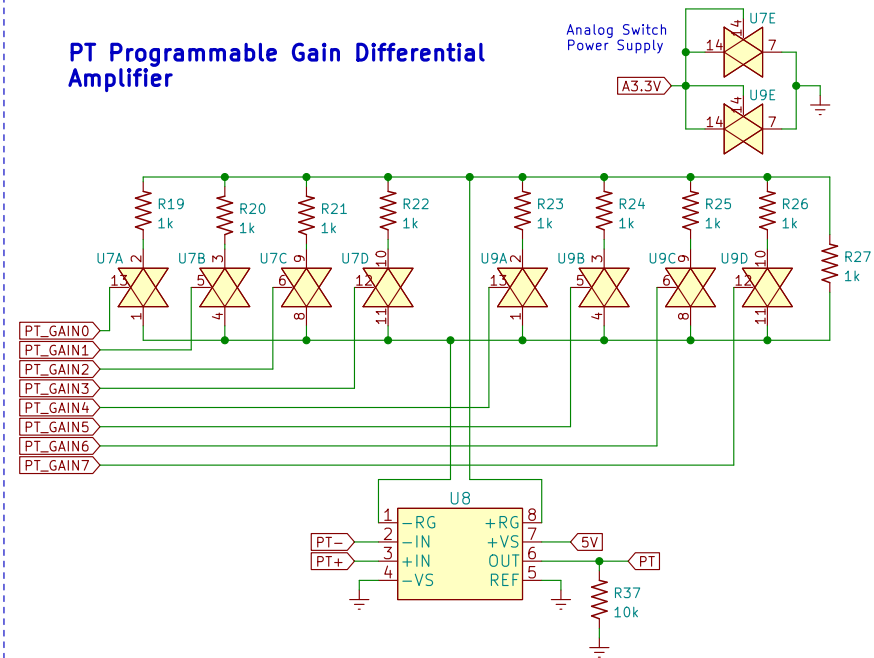 PT Programmable Gain Differential
Amplifier
Analog Switch
Power Supply
U7E
14
14
7
A3.3V
U9E
14
14
7
R19
1k
R20
1k
R21
1k
R22
1k
R23
1k
R24
1k
R25
1k
R26
1k
R27
1k
U7A
2
13
1
U7B
3
5
4
U7C
9
6
8
U7D
10
12
11
U9A
2
13
1
U9B
3
5
4
U9C
9
6
8
U9D
10
12
11
PT_GAIN0
PT_GAIN1
PT_GAIN2
PT_GAIN3
PT_GAIN4
PT_GAIN5
PT_GAIN6
PT_GAIN7
U8
1 -RG +RG 8
PT- 2 -IN +VS 7 5V
PT+ 3 +IN OUT 6 PT
4 -VS REF 5
R37
10k